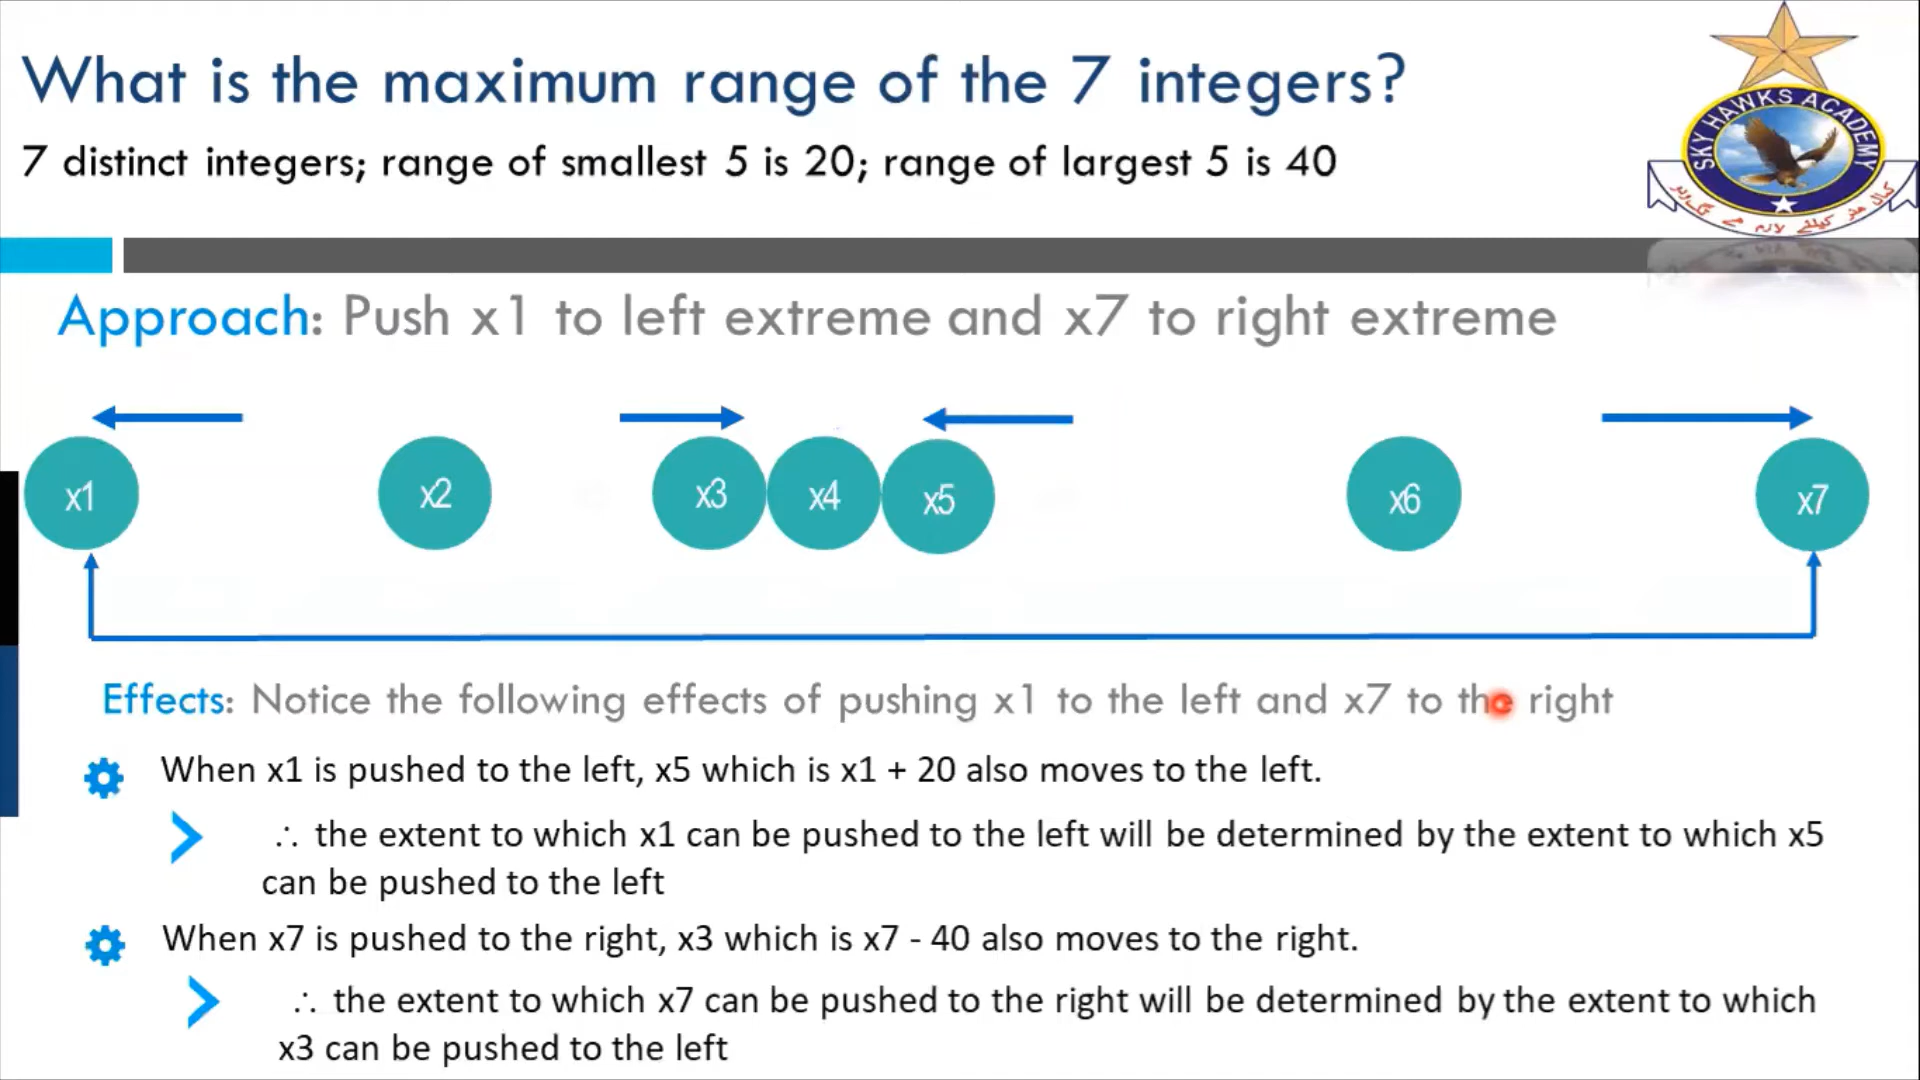 What is the maximum range of the 7 integers?
7 distinct integers; range of smallest 5 is 20; range of largest 5 is 40
SKY HAWKS ACADEMY
Approach: Push x1 to left extreme and x7 to right extreme
x1 x2 x3 x4 x5 x6 x7
Effects: Notice the following effects of pushing x1 to the left and x7 to the right
When x1 is pushed to the left, x5 which is x1 + 20 also moves to the left.
∴ the extent to which x1 can be pushed to the left will be determined by the extent to which x5
can be pushed to the left
When x7 is pushed to the right, x3 which is x7 - 40 also moves to the right.
∴ the extent to which x7 can be pushed to the right will be determined by the extent to which
x3 can be pushed to the left